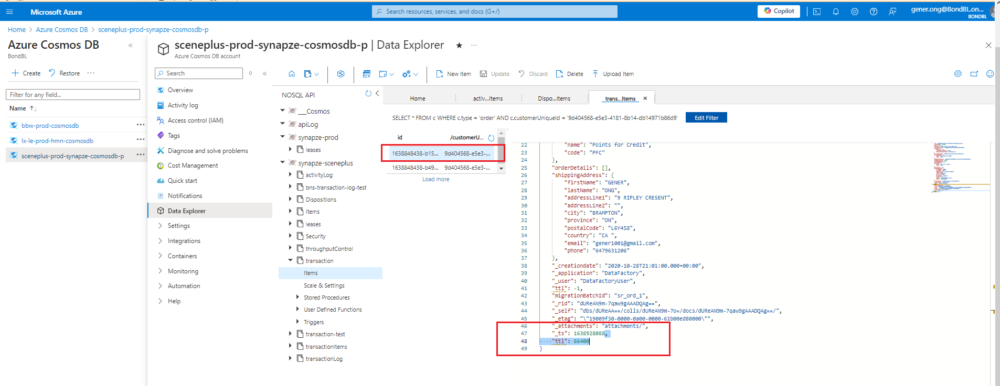 Microsoft Azure
Search resources, services, and docs (G+/)
Copilot
gener.ong@BondBL.on...
BONDBL
Home > Azure Cosmos DB > sceneplus-prod-synapze-cosmosdb-p
Azure Cosmos DB
BondBL
Create
Restore
Filter for any field...
Name
bbw-prod-cosmosdb
lx-le-prod-hmn-cosmosdb
sceneplus-prod-synapze-cosmosdb-p
sceneplus-prod-synapze-cosmosdb-p | Data Explorer
Azure Cosmos DB account
Search
Overview
Activity log
Access control (IAM)
Tags
Diagnose and solve problems
Cost Management
Quick start
Notifications
Data Explorer
Settings
Integrations
Containers
Monitoring
Automation
Help
New Item
Update
Discard
Delete
Upload Item
NOSQL API
___Cosmos
apiLog
synapze-prod
leases
synapze-sceneplus
activityLog
bns-transaction-log-test
Dispositions
Items
leases
Security
throughputControl
transaction
Items
Scale & Settings
Stored Procedures
User Defined Functions
Triggers
transaction-test
transactionItems
transactionLog
Home
activ...Items
Dispo...Items
trans...Items
SELECT * FROM c WHERE c.type = 'order' AND c.customerUniqueId = '9d404568-e5e3-4181-8b14-db14971b86d9'
Edit Filter
id /customerU...
1638848438-b15... 9d404568-e5e3-...
1638848438-b49... 9d404568-e5e3-...
Load more
22 "name": "Points for Credit",
23 "code": "PFC"
24 },
25 "orderDetails": [],
26 "shippingAddress": {
27 "firstName": "GENER",
28 "lastName": "ONG",
29 "addressLine1": "9 RIPLEY CRESENT",
30 "addressLine2": "",
31 "city": "BRAMPTON",
32 "province": "ON",
33 "postalCode": "L6Y4S8",
34 "country": "CA ",
35 "email": "gener1001@gmail.com",
36 "phone": "6479631206"
37 },
38 "_creationdate": "2020-10-28T21:01:00.000+00:00",
39 "_application": "DataFactory",
40 "_user": "DataFactoryUser",
41 "ttl": -1,
42 "migrationBatchId": "sr_ord_1",
43 "_rid": "dUReAN9m-7qaw9gAAADQAg==",
44 "_self": "dbs/dUReAA==/colls/dUReAN9m-7o=/docs/dUReAN9m-7qaw9gAAADQAg==/",
45 "_etag": "\"19009f30-0000-0a00-0000-61b00ed80000\"",
46 "_attachments": "attachments/",
47 "_ts": 1638928088,
48 "ttl": 86400
49 }